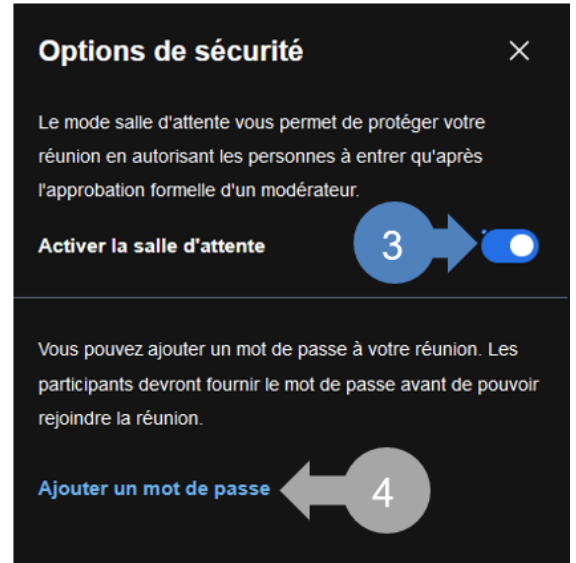 Options de sécurité
Le mode salle d'attente vous permet de protéger votre
réunion en autorisant les personnes à entrer qu'après
l'approbation formelle d'un modérateur.
Activer la salle d'attente
3
Vous pouvez ajouter un mot de passe à votre réunion. Les
participants devront fournir le mot de passe avant de pouvoir
rejoindre la réunion.
Ajouter un mot de passe
4